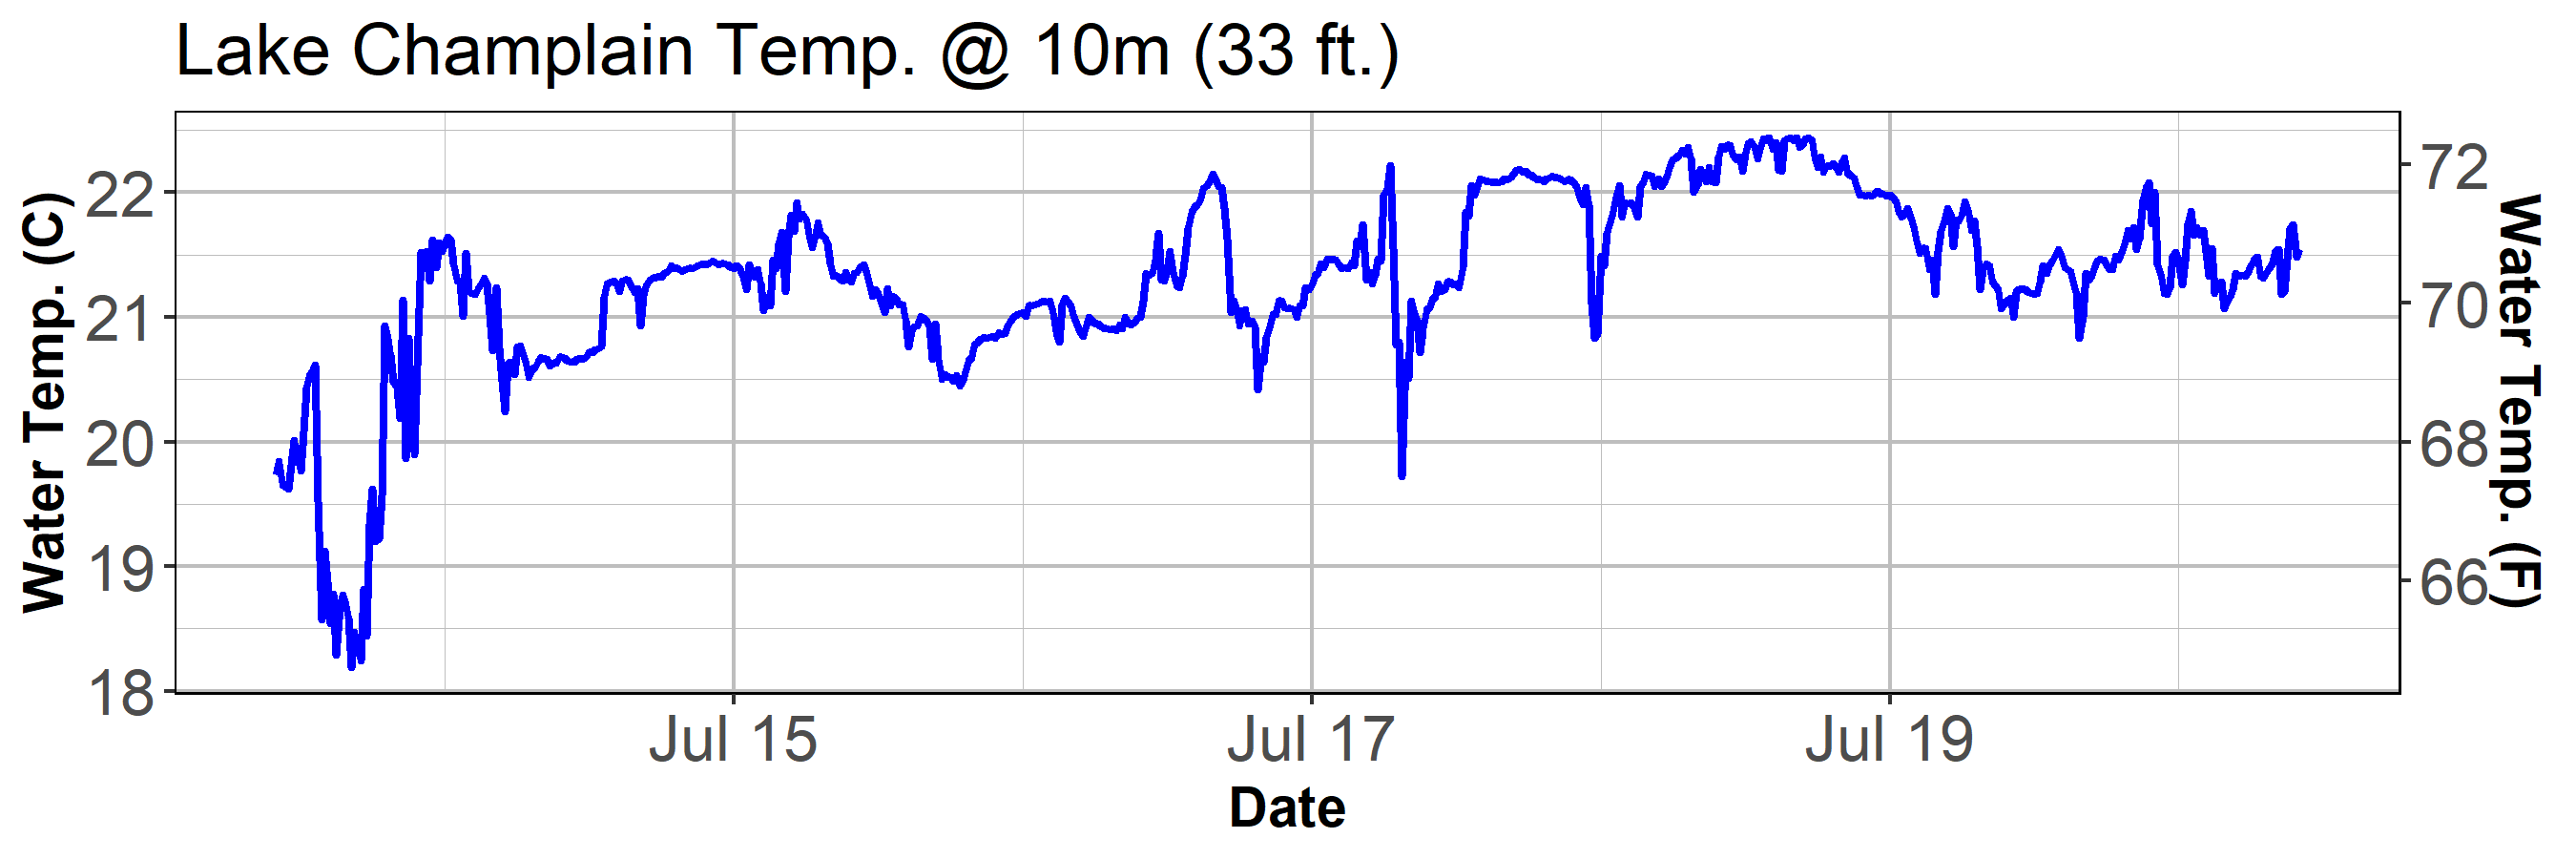 Lake Champlain Temp. @ 10m (33 ft.)
Water Temp. (C)
22
21
20
19
18
72
70
68
66
Water Temp. (F)
Jul 15
Jul 17
Jul 19
Date